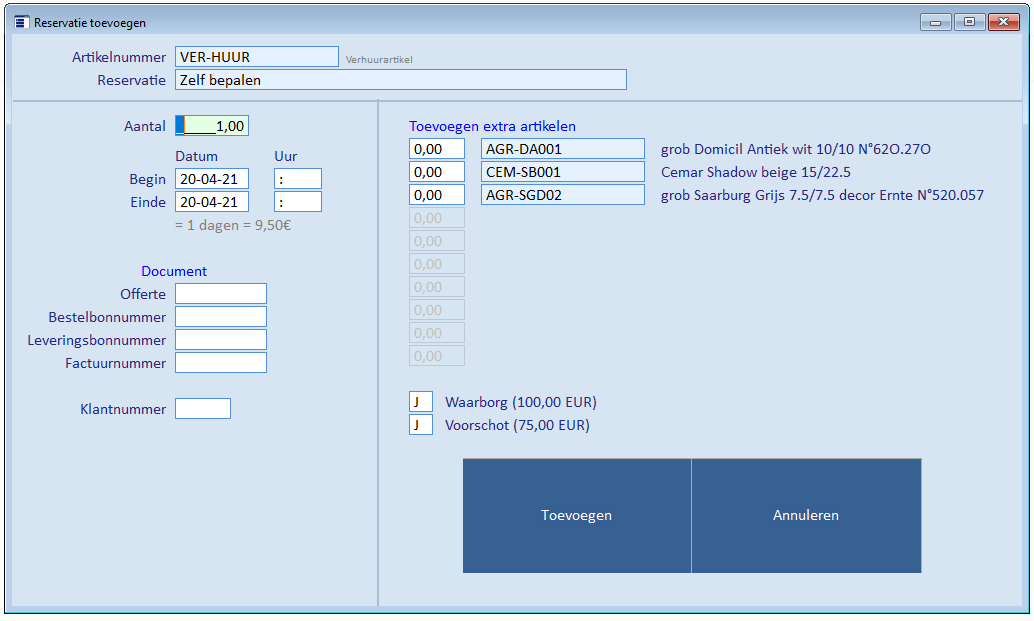 Reservatie toevoegen
Artikelnummer VER-HUUR Verhuurartikel
Reservatie Zelf bepalen
Aantal 1,00
Datum Uur
Begin 20-04-21 :
Einde 20-04-21 :
= 1 dagen = 9,50€
Document
Offerte
Bestelbonnummer
Leveringsbonnummer
Factuurnummer
Klantnummer
Toevoegen extra artikelen
0,00 AGR-DA001 grob Domicil Antiek wit 10/10 N°62O.27O
0,00 CEM-SB001 Cemar Shadow beige 15/22.5
0,00 AGR-SGD02 grob Saarburg Grijs 7.5/7.5 decor Ernte N°520.057
0,00
0,00
0,00
0,00
0,00
0,00
0,00
J Waarborg (100,00 EUR)
J Voorschot (75,00 EUR)
Toevoegen Annuleren